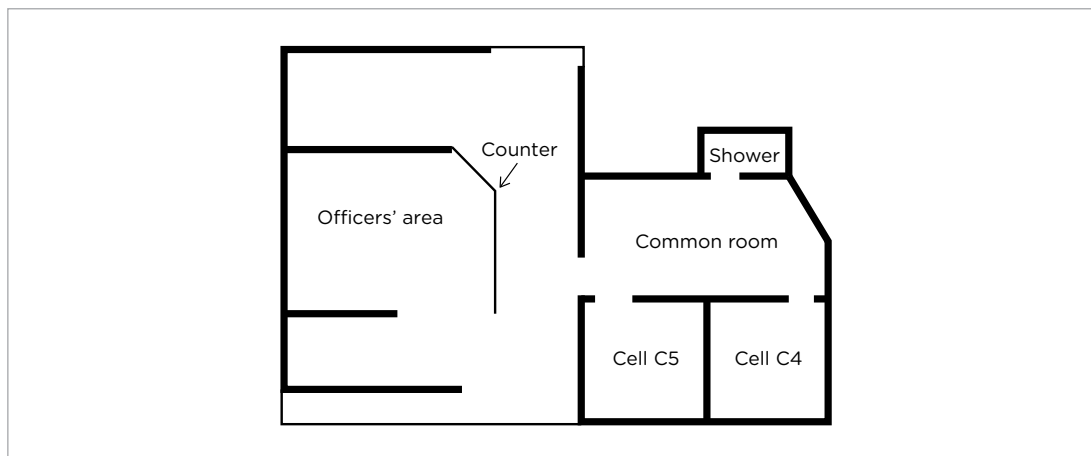 Counter
Shower
Officers’ area
Common room
Cell C5
Cell C4